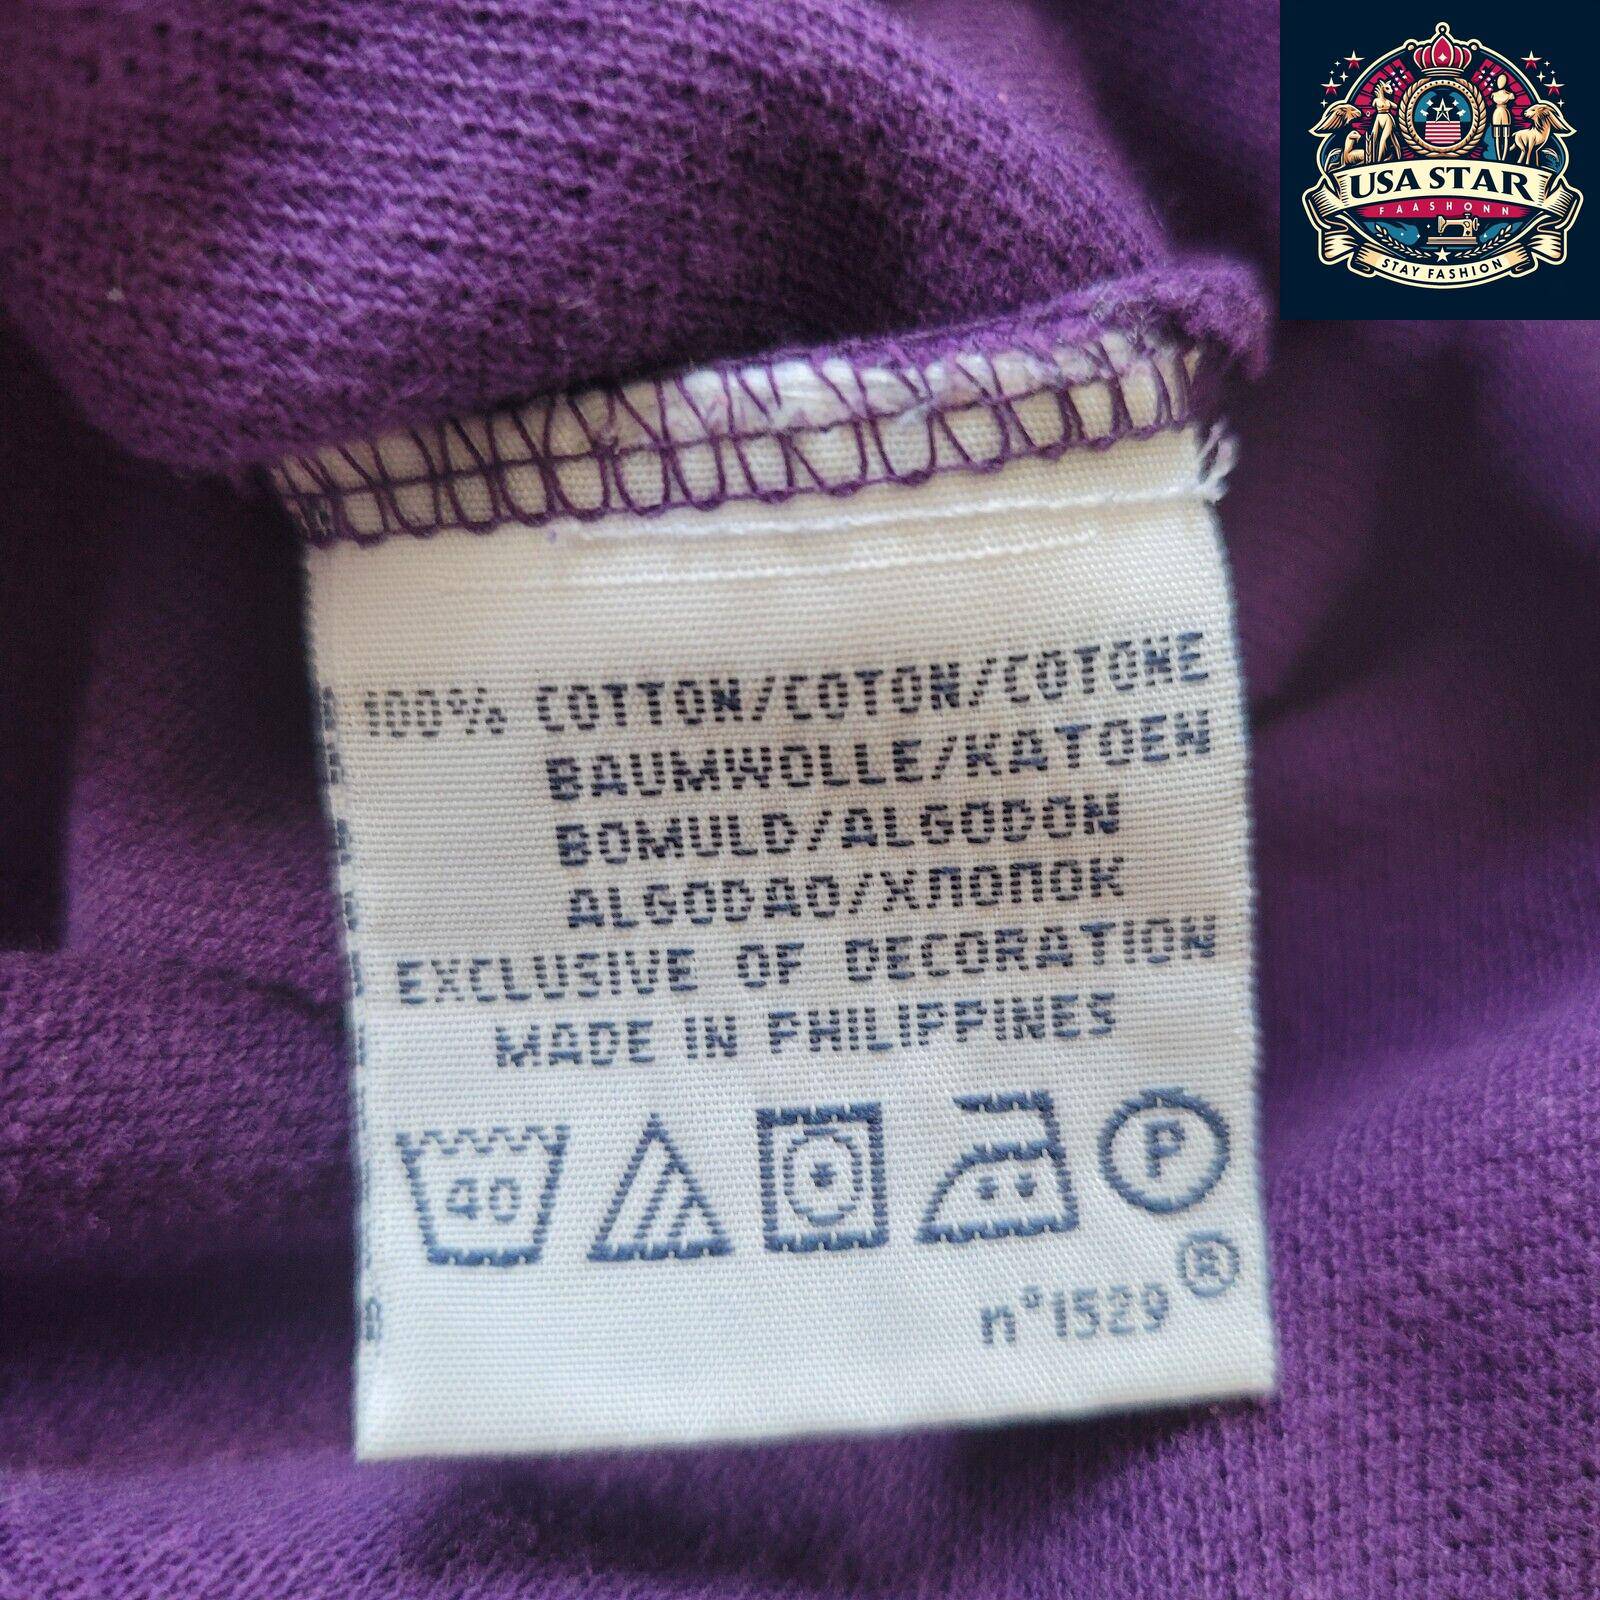 USA STAR
FAASHONN
STAY FASHION
100% COTTON/COTON/COTONE
BAUMWOLLE/KATOEN
BOMULD/ALGODON
ALGODAO/ХЛОПОК
EXCLUSIVE OF DECORATION
MADE IN PHILIPPINES
40
P
n°1529 ®